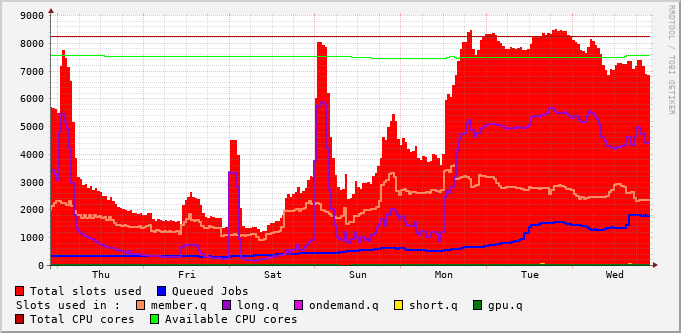 9000
8000
7000
6000
5000
4000
3000
2000
1000
0
Thu Fri Sat Sun Mon Tue Wed
RRDTOOL / TOBI OETIKER
Total slots used Queued Jobs
Slots used in : member.q long.q ondemand.q short.q gpu.q
Total CPU cores Available CPU cores